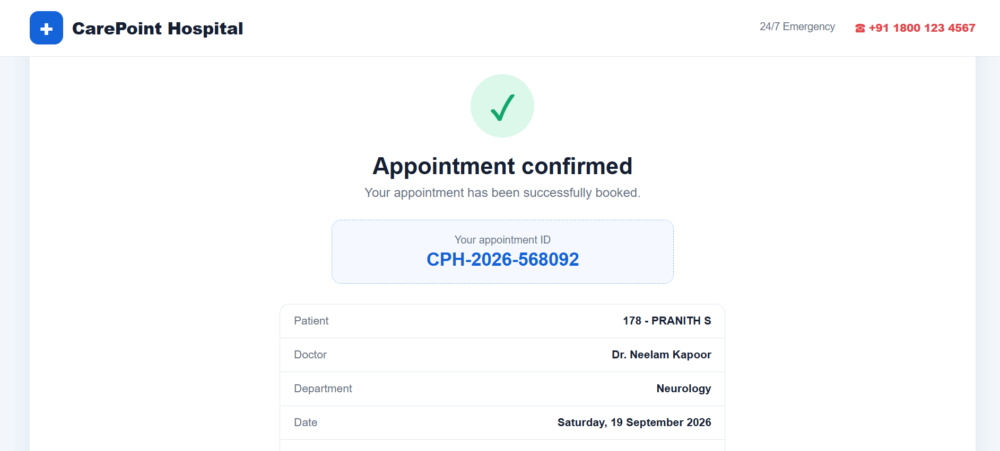 CarePoint Hospital
24/7 Emergency
☎ +91 1800 123 4567
Appointment confirmed
Your appointment has been successfully booked.
Your appointment ID
CPH-2026-568092
Patient 178 - PRANITH S
Doctor Dr. Neelam Kapoor
Department Neurology
Date Saturday, 19 September 2026